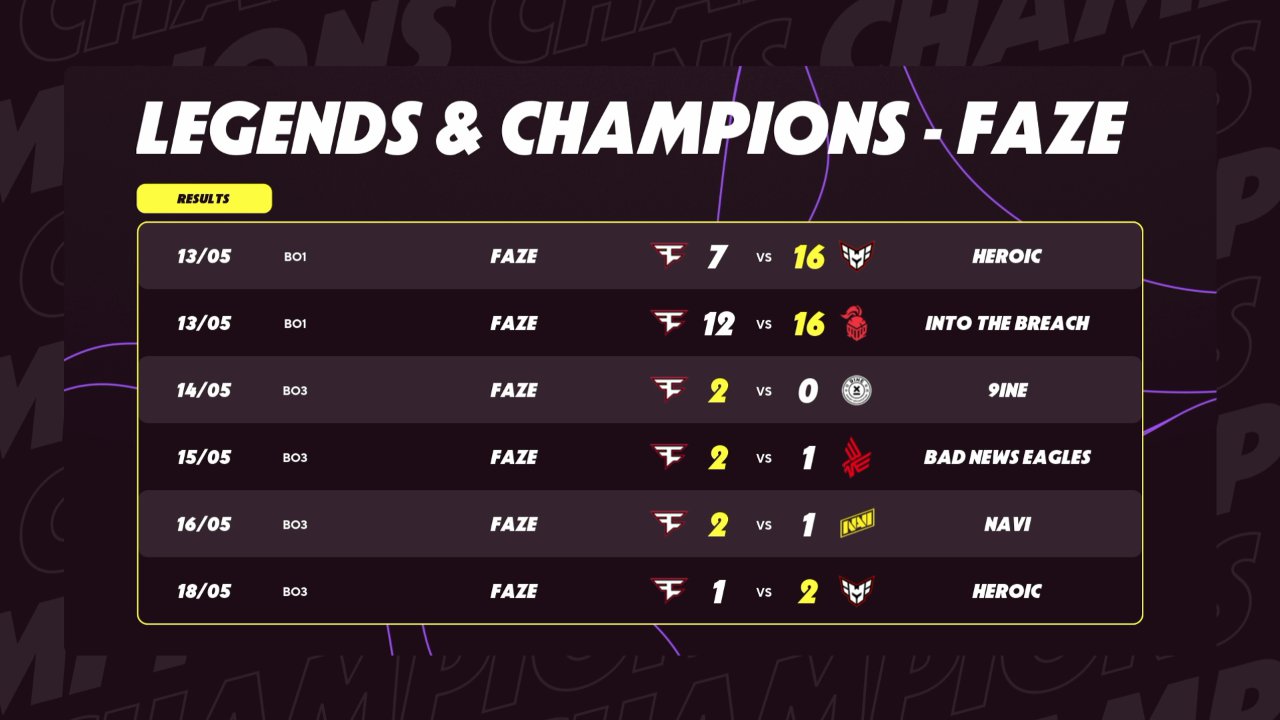 LEGENDS & CHAMPIONS - FAZE
RESULTS
13/05 BO1 FAZE 7 VS 16 HEROIC
13/05 BO1 FAZE 12 VS 16 INTO THE BREACH
14/05 BO3 FAZE 2 VS 0 9INE
15/05 BO3 FAZE 2 VS 1 BAD NEWS EAGLES
16/05 BO3 FAZE 2 VS 1 NAVI
18/05 BO3 FAZE 1 VS 2 HEROIC